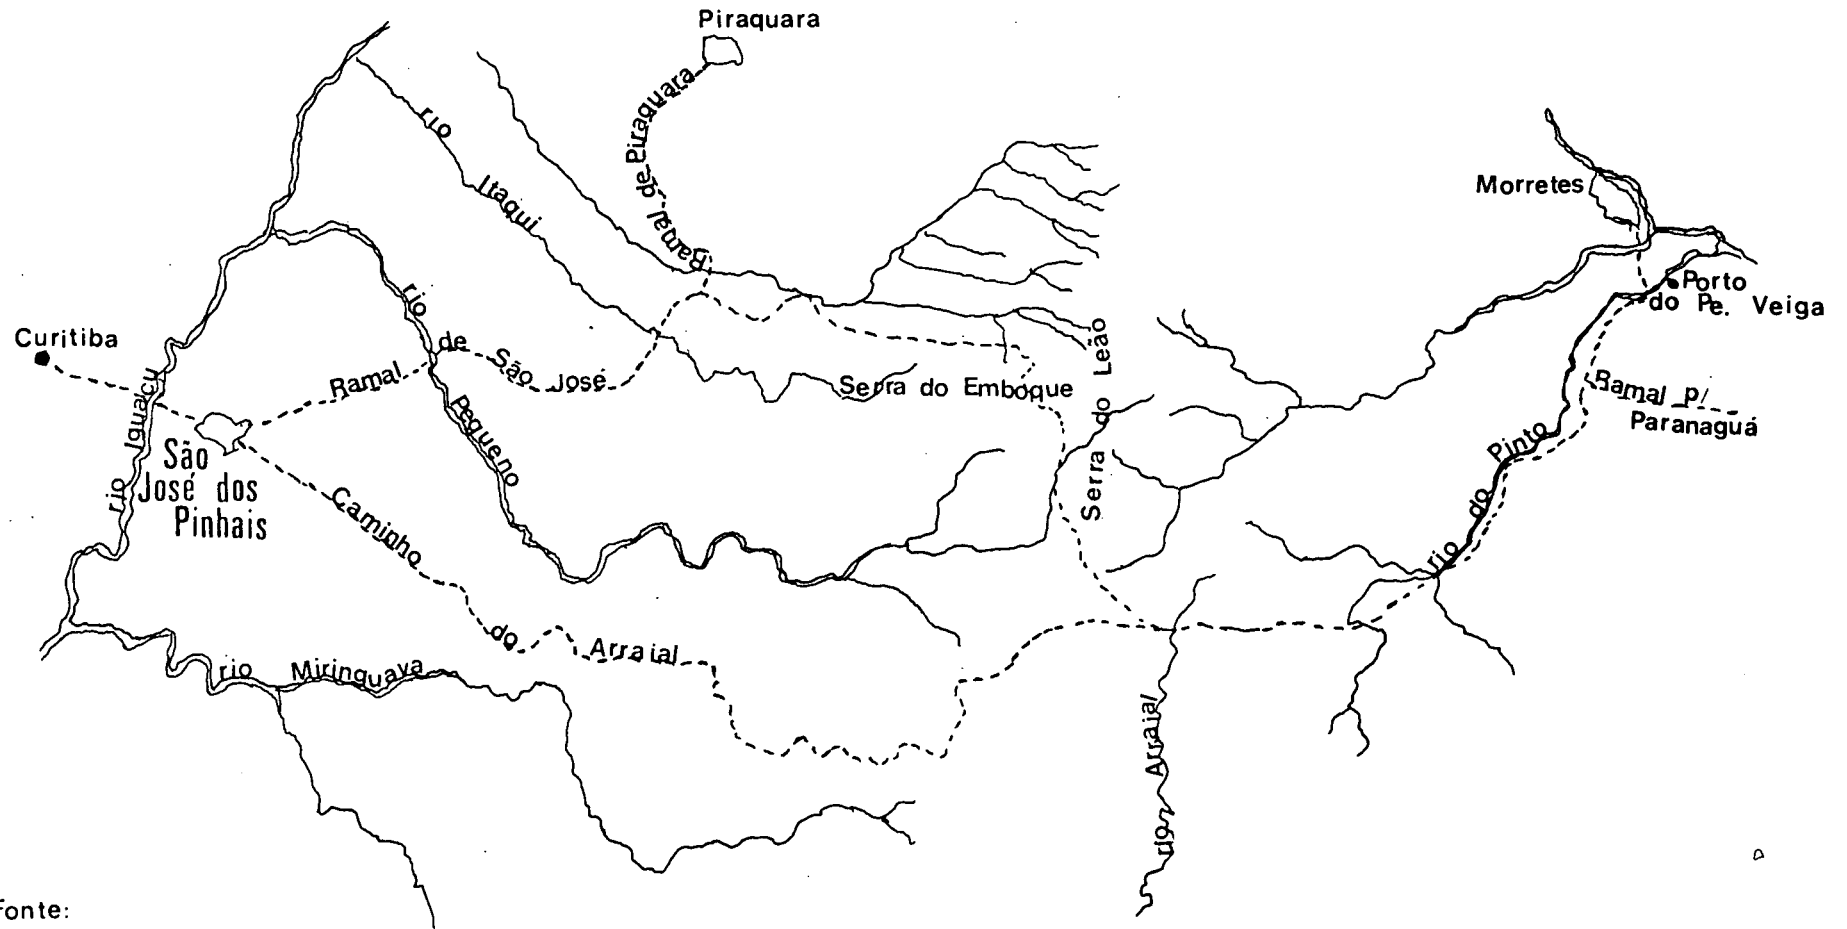 Piraquara
Ramal de Piraquara
rio Itaqui
Morretes
Porto
do Pe. Veiga
Curitiba
rio Iguaçu
São
José dos
Pinhais
Ramal de São José
rio Pequeno
Serra do Emboque
Serra do Leão
Ramal p/
Paranaguá
rio do Pinto
Caminho do Arraial
rio Miringuava
rio Arraial
Fonte: